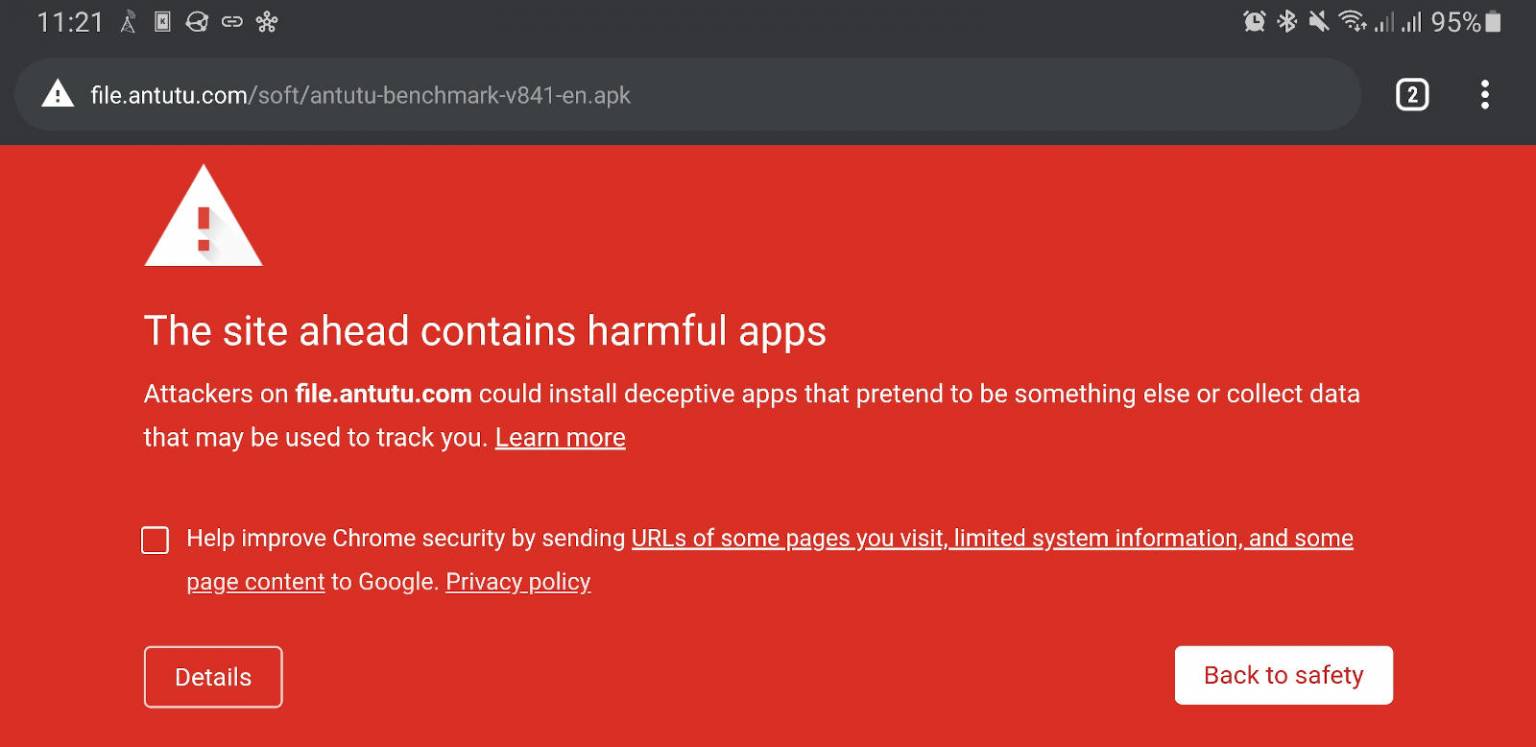 11:21 95%
file.antutu.com/soft/antutu-benchmark-v841-en.apk 2
The site ahead contains harmful apps
Attackers on file.antutu.com could install deceptive apps that pretend to be something else or collect data
that may be used to track you. Learn more
Help improve Chrome security by sending URLs of some pages you visit, limited system information, and some
page content to Google. Privacy policy
Details Back to safety